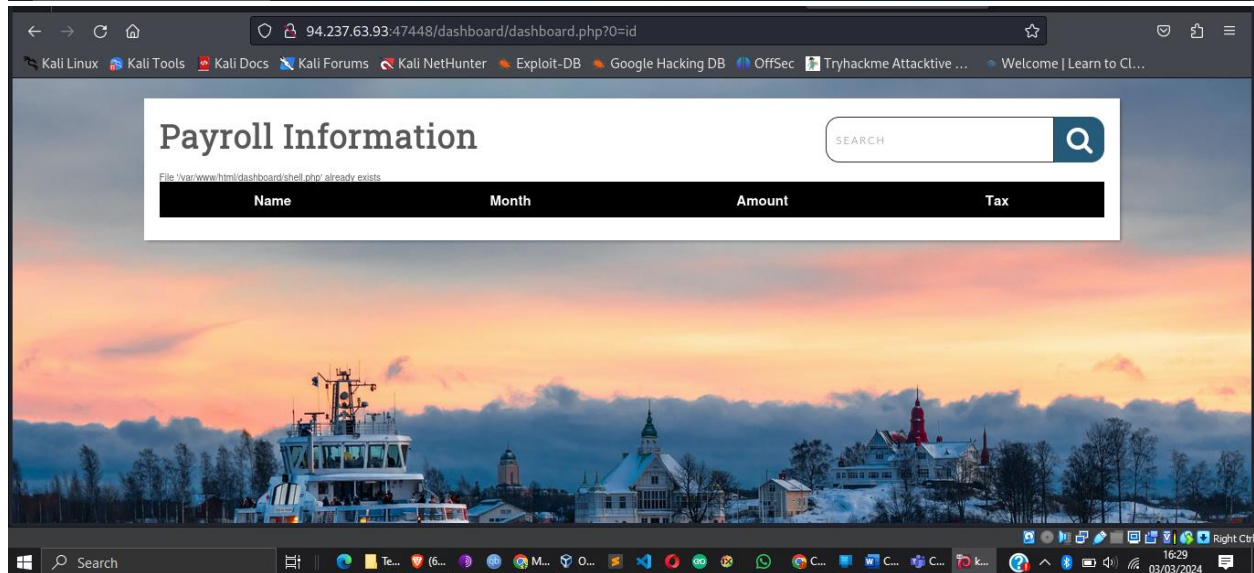 94.237.63.93:47448/dashboard/dashboard.php?0=id
Kali Linux Kali Tools Kali Docs Kali Forums Kali NetHunter Exploit-DB Google Hacking DB OffSec Tryhackme Attacktive ... Welcome | Learn to Cl...
Payroll Information
SEARCH
File '/var/www/html/dashboard/shell.php' already exists
Name Month Amount Tax
Right Ctrl
Search Te... (6... M... O... C... C... C... k... 16:29
03/03/2024